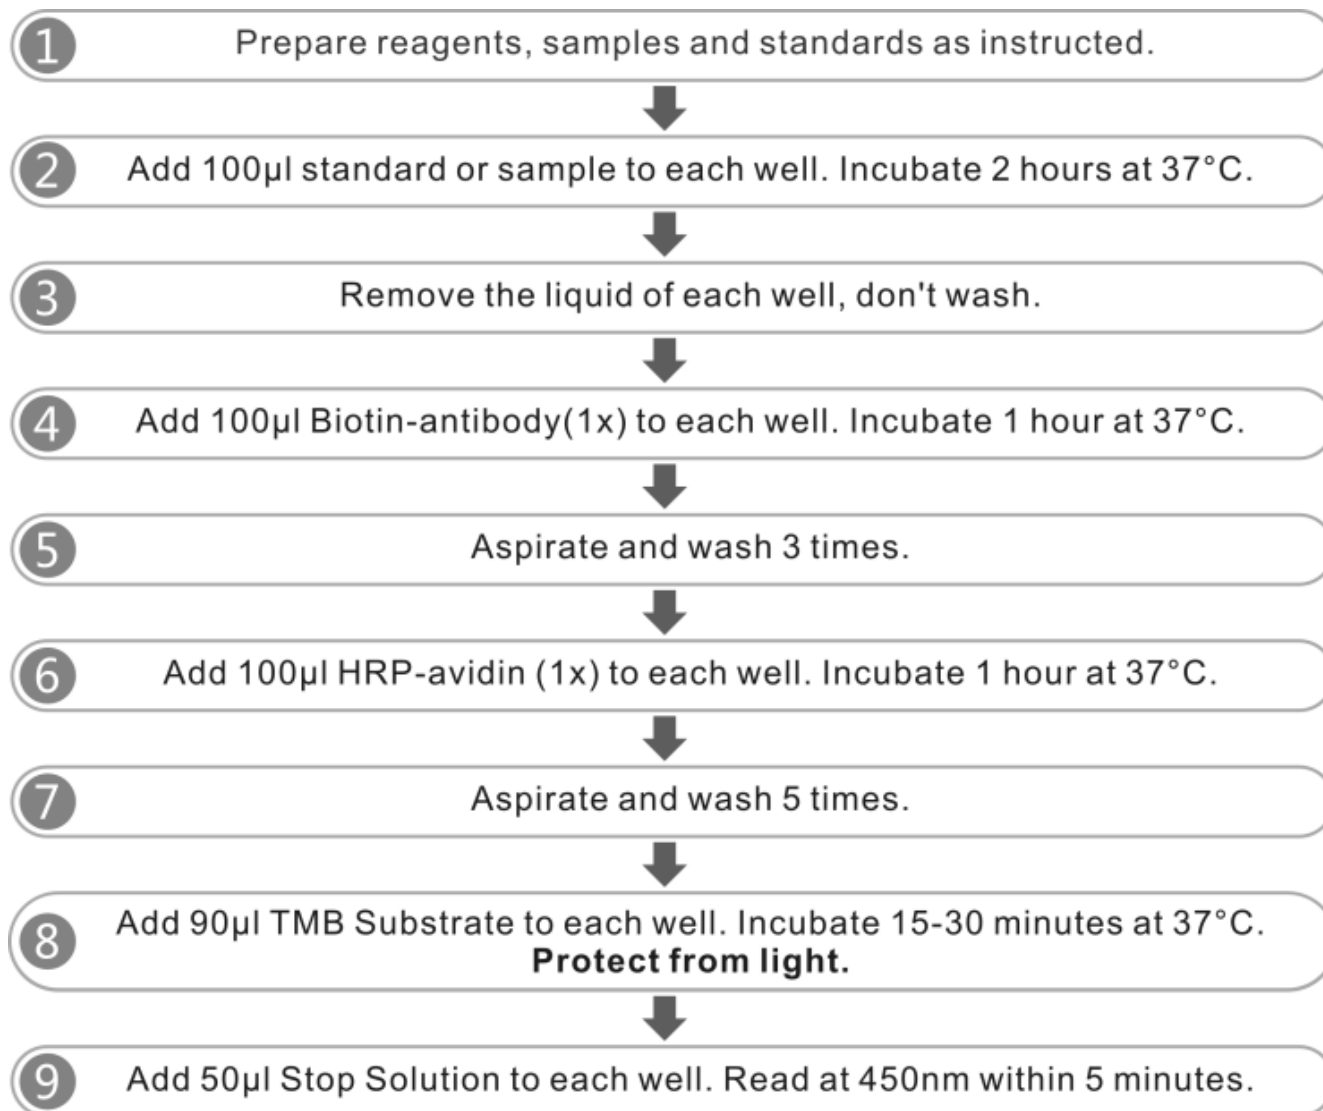 1 Prepare reagents, samples and standards as instructed.
2 Add 100µl standard or sample to each well. Incubate 2 hours at 37°C.
3 Remove the liquid of each well, don't wash.
4 Add 100µl Biotin-antibody(1x) to each well. Incubate 1 hour at 37°C.
5 Aspirate and wash 3 times.
6 Add 100µl HRP-avidin (1x) to each well. Incubate 1 hour at 37°C.
7 Aspirate and wash 5 times.
8 Add 90µl TMB Substrate to each well. Incubate 15-30 minutes at 37°C.
Protect from light.
9 Add 50µl Stop Solution to each well. Read at 450nm within 5 minutes.